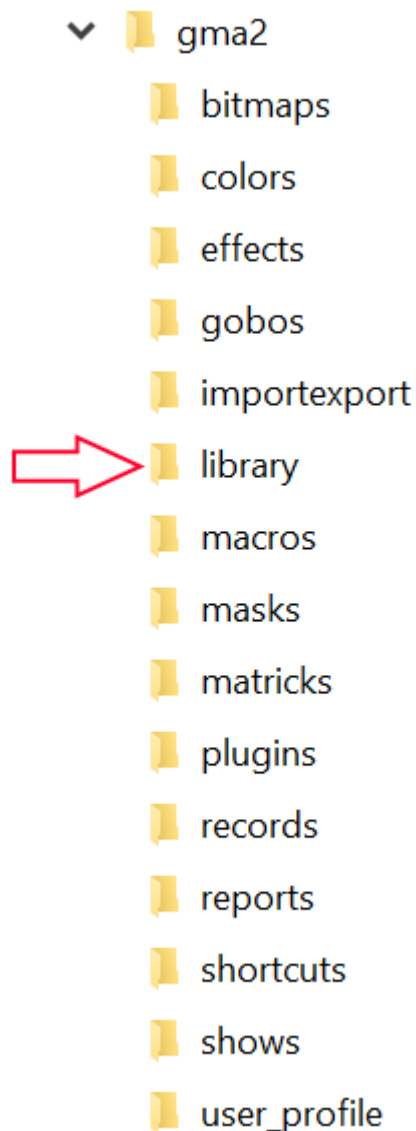 gma2
bitmaps
colors
effects
gobos
importexport
library
macros
masks
matricks
plugins
records
reports
shortcuts
shows
user_profile